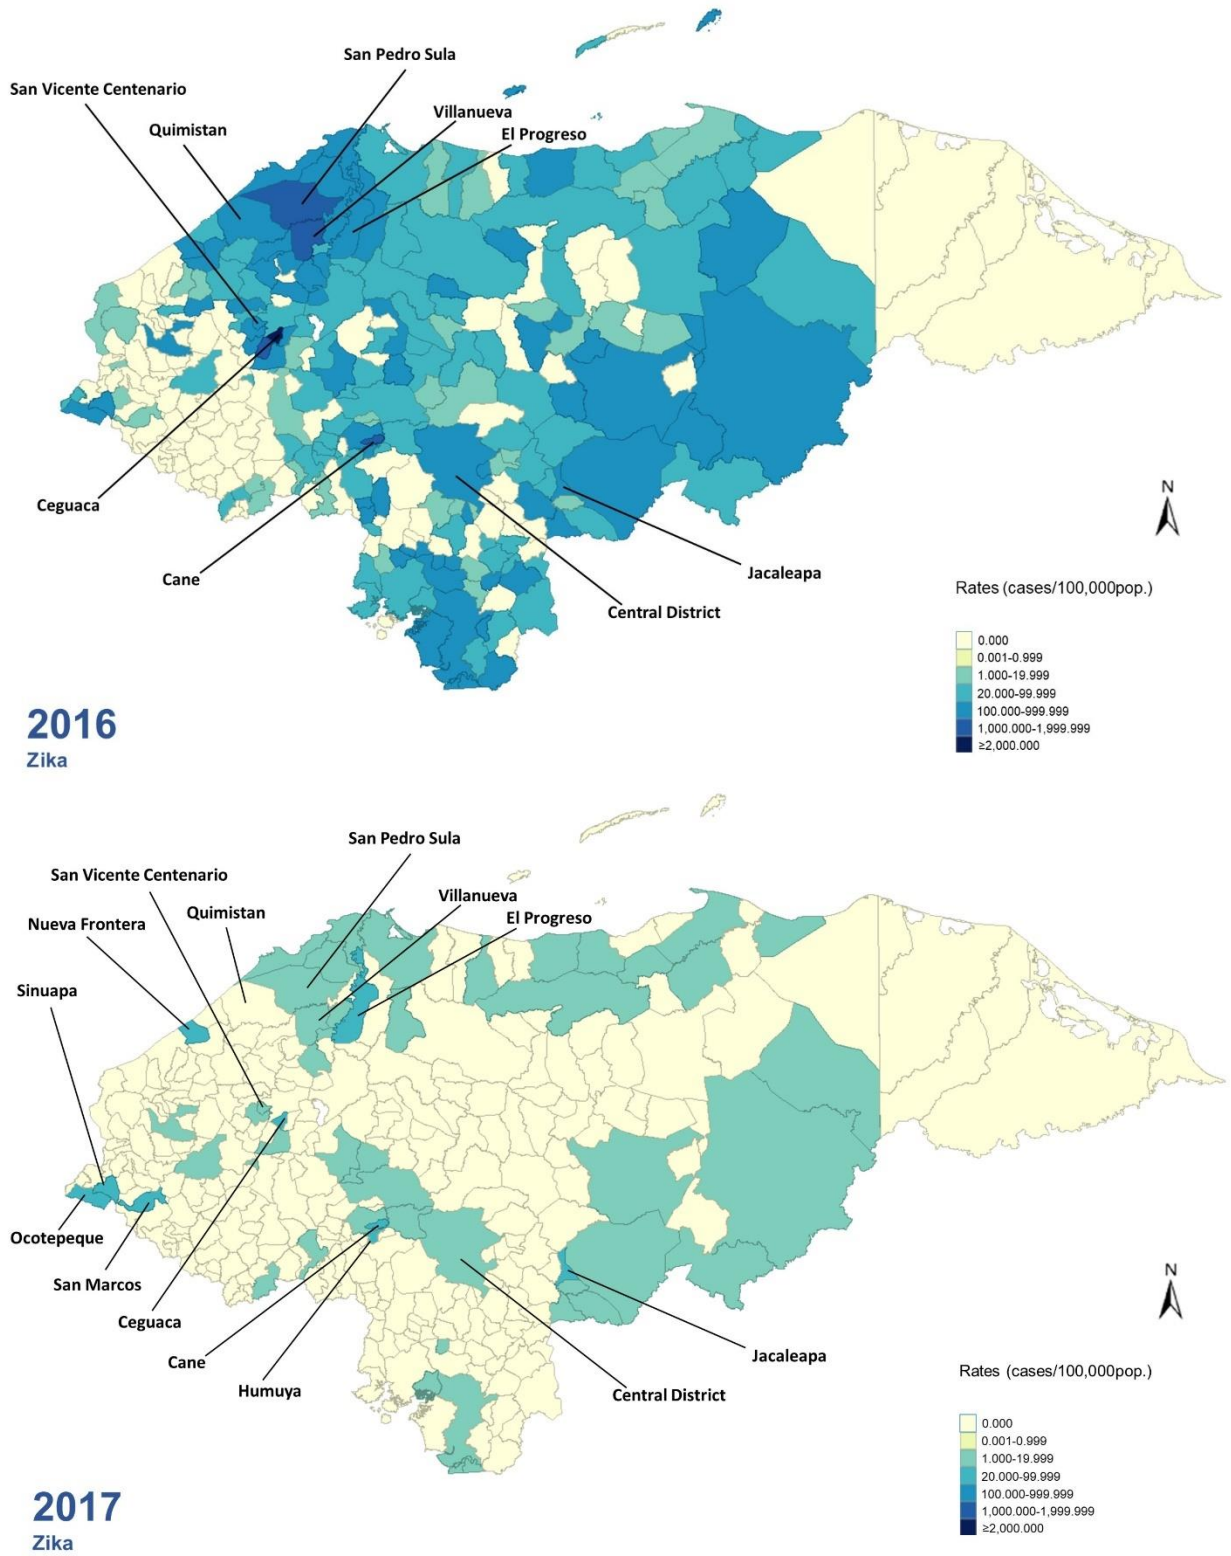 San Pedro Sula
San Vicente Centenario
Villanueva
Quimistan
El Progreso
Ceguaca
Cane
Jacaleapa
Central District
N
Rates (cases/100,000pop.)
0.000
0.001-0.999
1.000-19.999
20.000-99.999
100.000-999.999
1,000.000-1,999.999
≥2,000.000
2016
Zika
San Pedro Sula
San Vicente Centenario
Villanueva
Nueva Frontera
Quimistan
El Progreso
Sinuapa
Ocotepeque
San Marcos
Ceguaca
Cane
Humuya
Jacaleapa
Central District
N
Rates (cases/100,000pop.)
0.000
0.001-0.999
1.000-19.999
20.000-99.999
100.000-999.999
1,000.000-1,999.999
≥2,000.000
2017
Zika